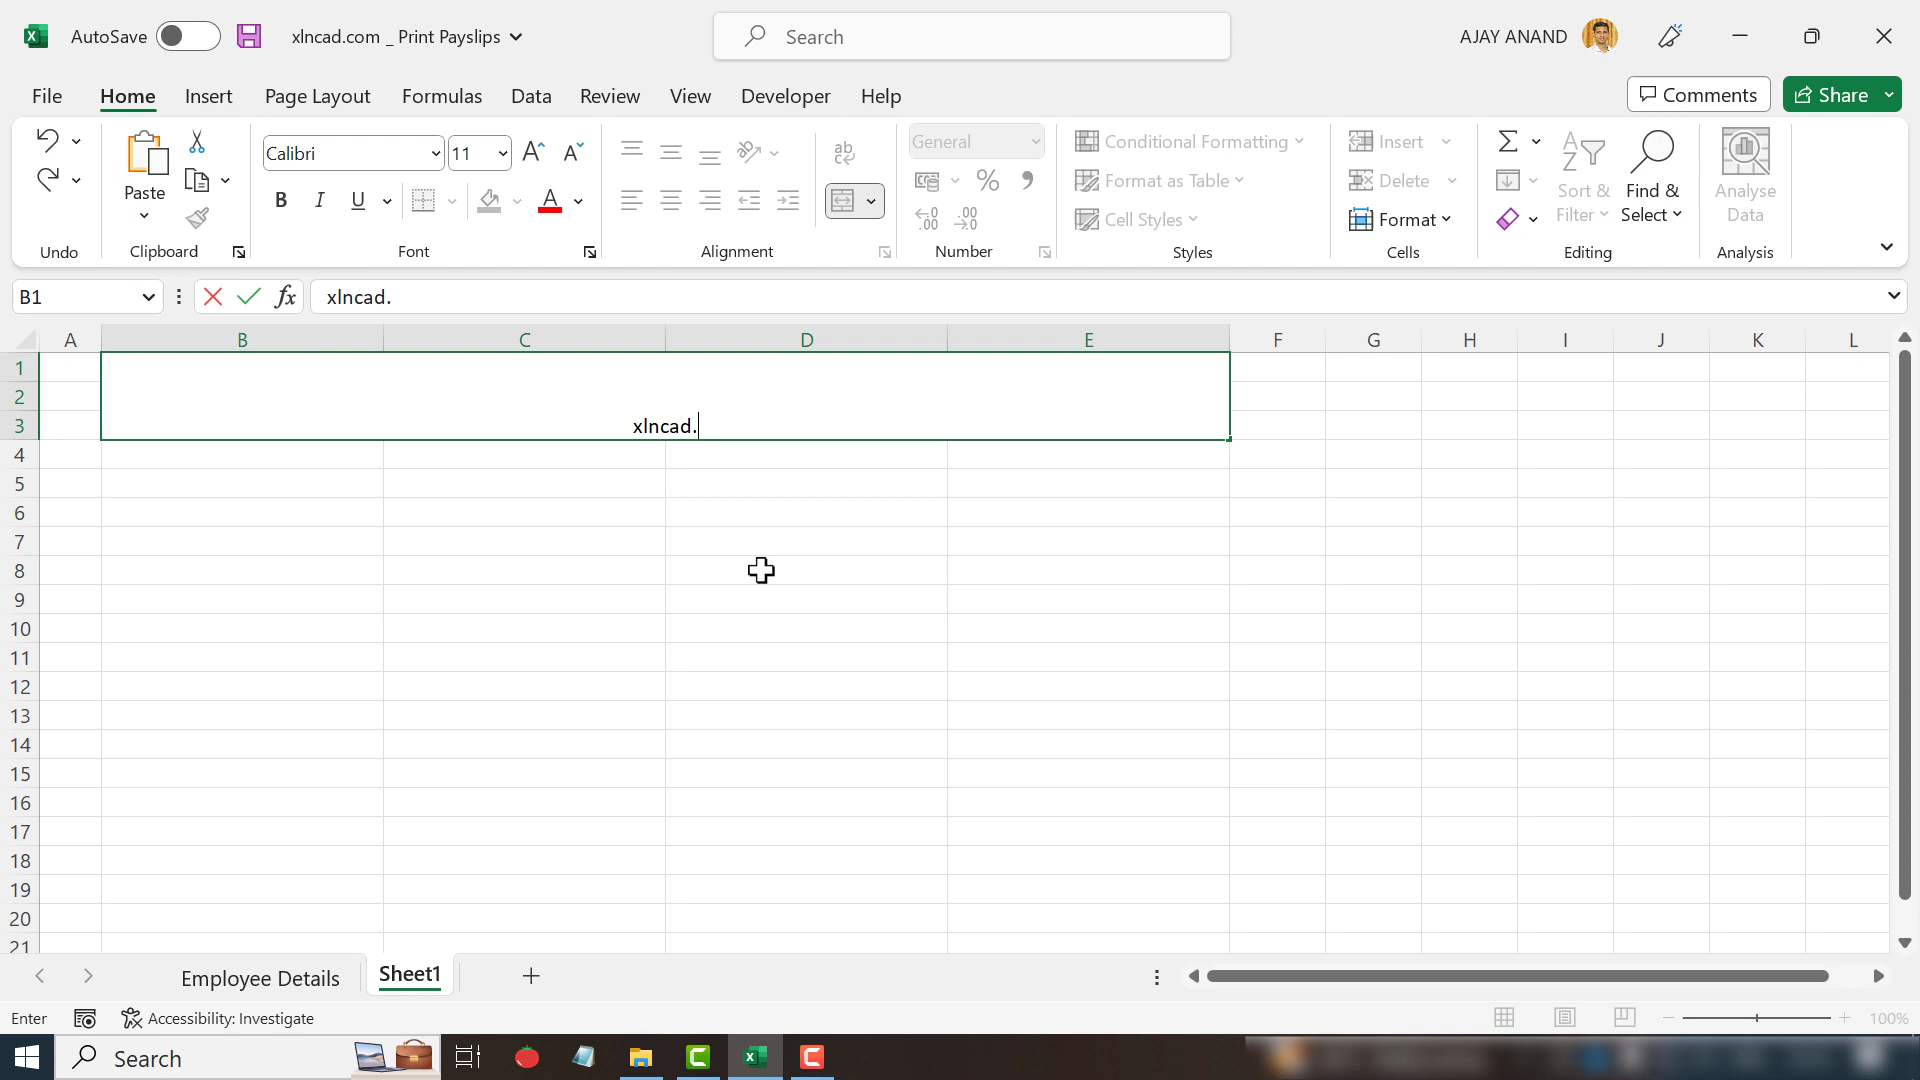 AutoSave xlncad.com _ Print Payslips Search AJAY ANAND
File Home Insert Page Layout Formulas Data Review View Developer Help Comments Share
Paste Calibri 11 General Conditional Formatting Format as Table Cell Styles Insert Delete Format Sort & Filter Find & Select Analyse Data
Undo Clipboard Font Alignment Number Styles Cells Editing Analysis
B1 fx xlncad.
A B C D E F G H I J K L
1
2
3 xlncad.
4
5
6
7
8
9
10
11
12
13
14
15
16
17
18
19
20
21
Employee Details Sheet1
Enter Accessibility: Investigate 100%
Search